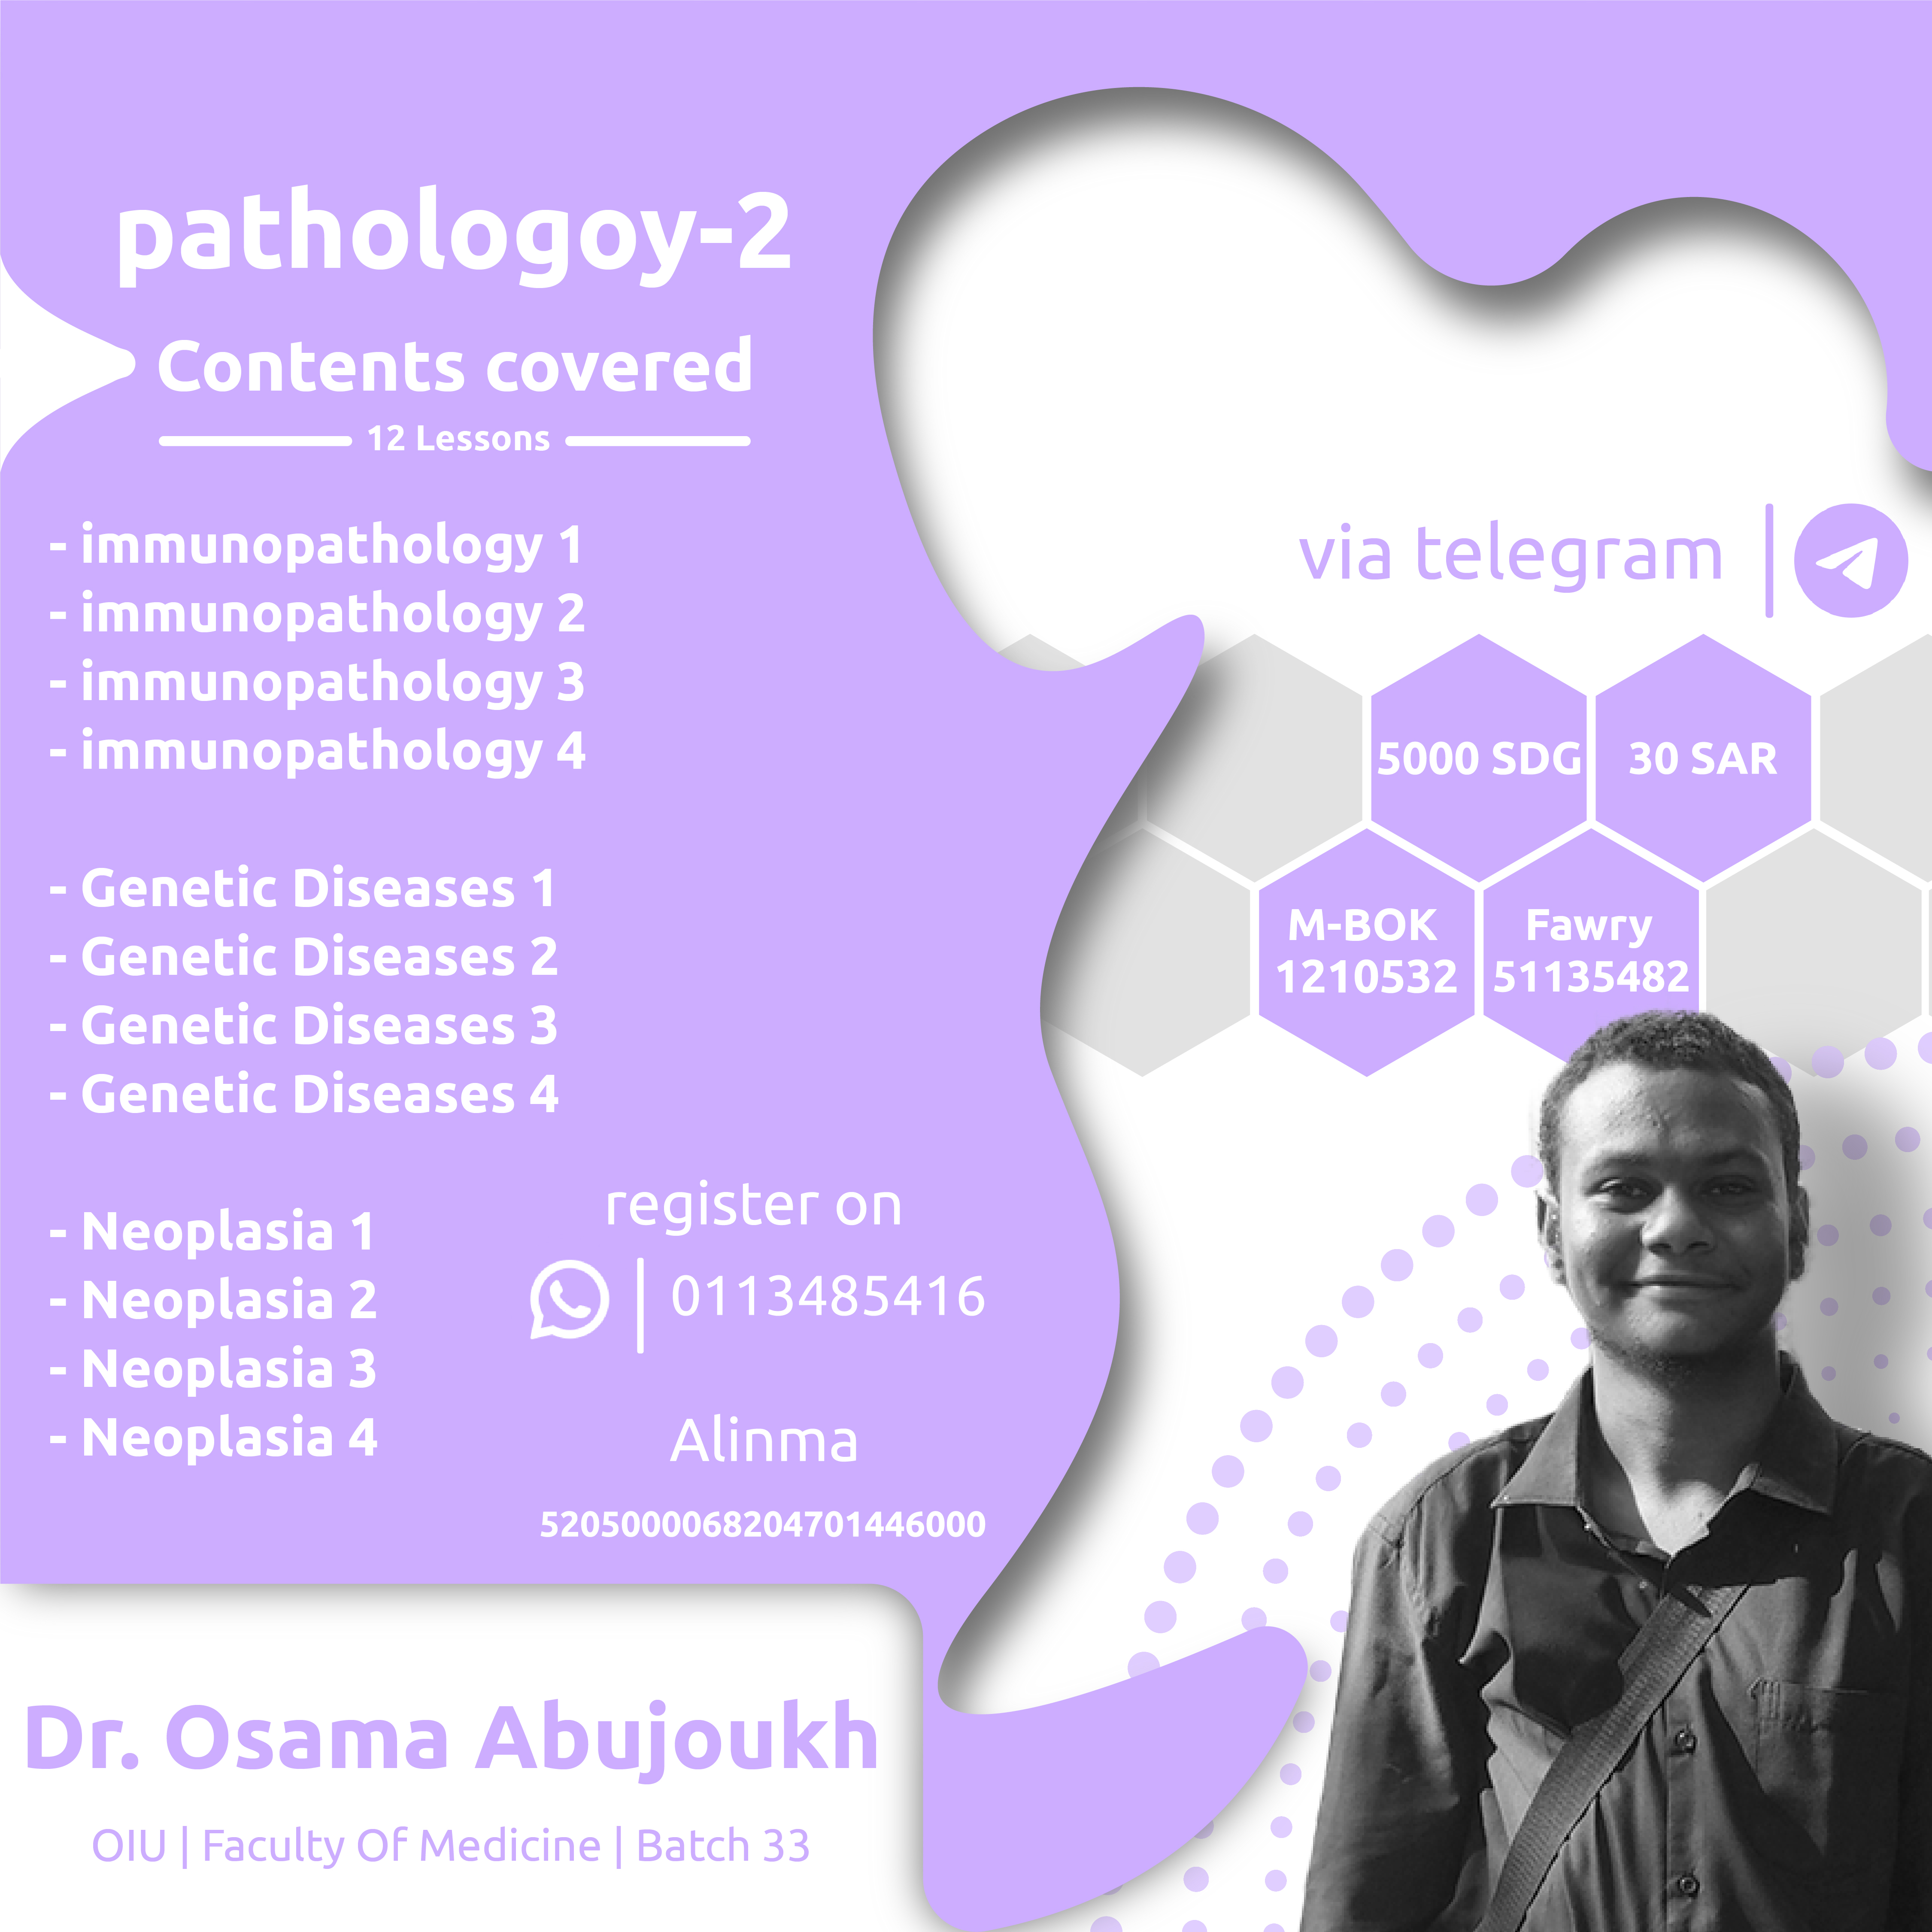 pathologoy-2
Contents covered
12 Lessons
- immunopathology 1
- immunopathology 2
- immunopathology 3
- immunopathology 4
- Genetic Diseases 1
- Genetic Diseases 2
- Genetic Diseases 3
- Genetic Diseases 4
- Neoplasia 1
- Neoplasia 2
- Neoplasia 3
- Neoplasia 4
register on
0113485416
Alinma
5205000068204701446000
via telegram
5000 SDG
30 SAR
M-BOK
1210532
Fawry
51135482
Dr. Osama Abujoukh
OIU | Faculty Of Medicine | Batch 33